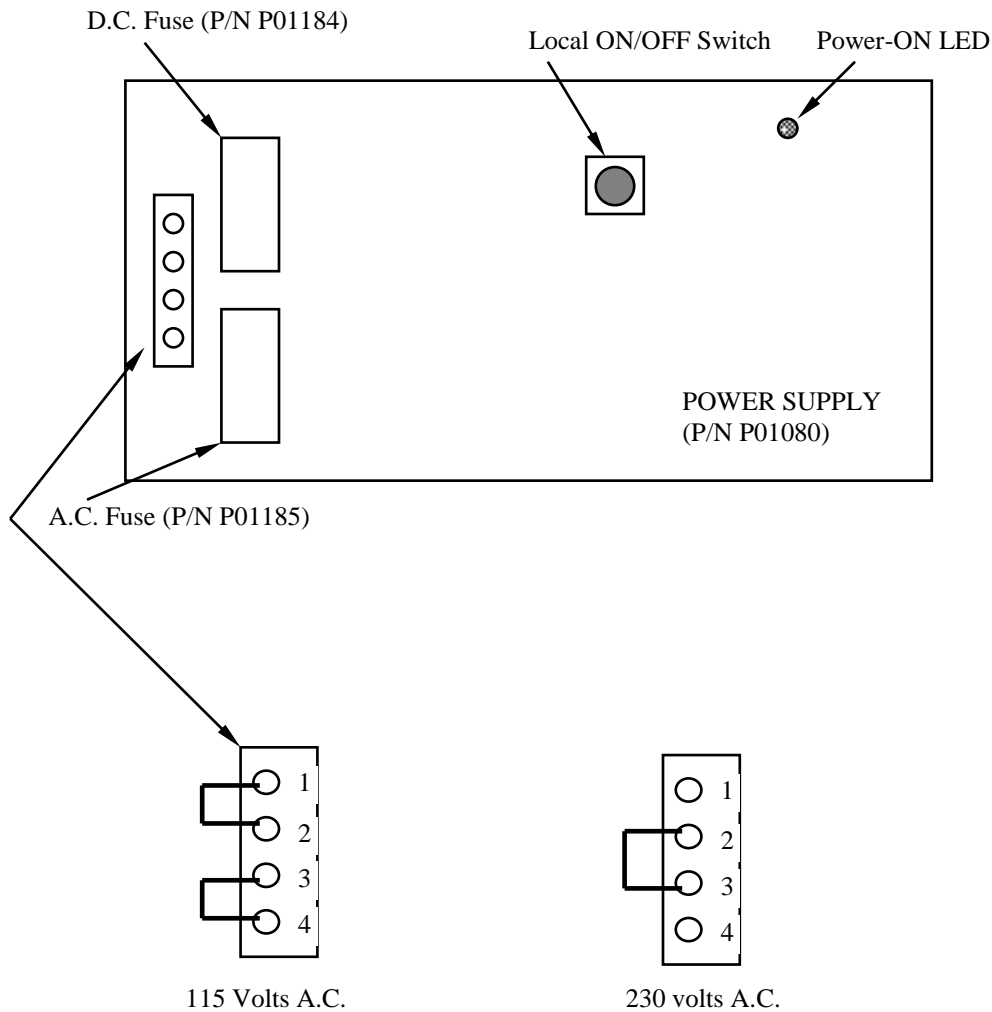 D.C. Fuse (P/N P01184)
Local ON/OFF Switch
Power-ON LED
POWER SUPPLY
(P/N P01080)
A.C. Fuse (P/N P01185)
1
2
3
4
1
2
3
4
115 Volts A.C.
230 volts A.C.